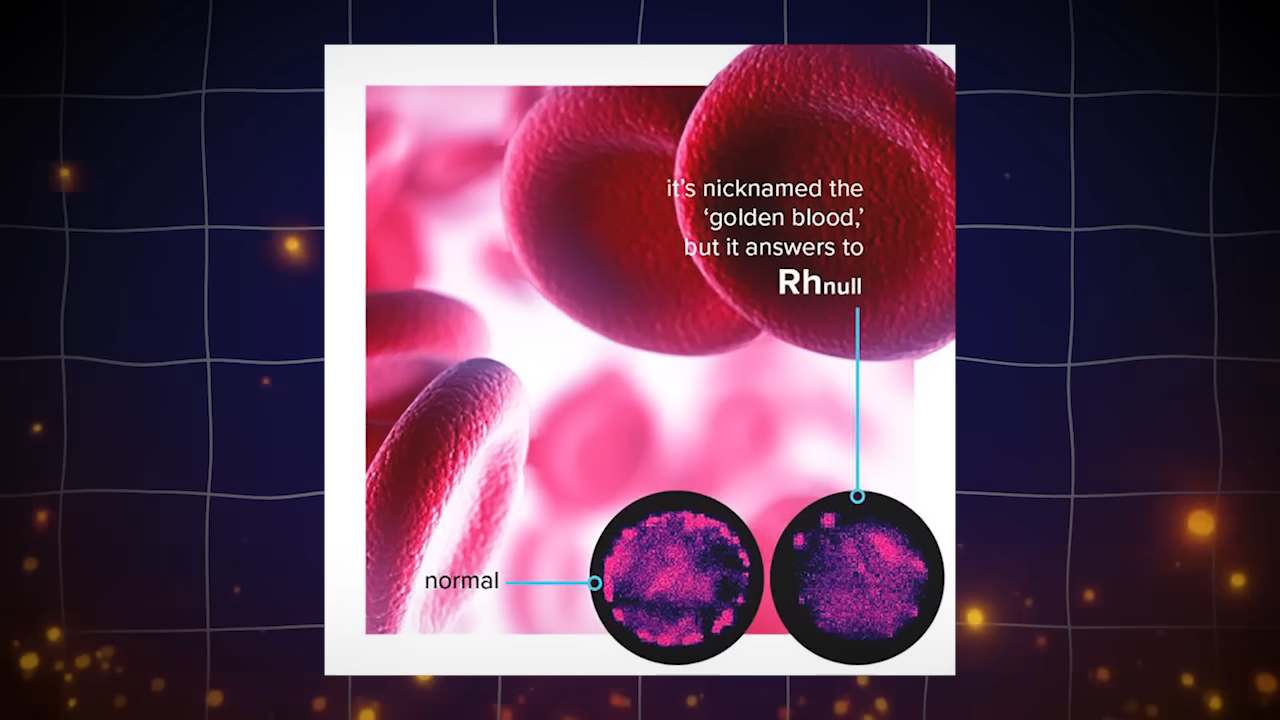 it's nicknamed the
‘golden blood,’
but it answers to
Rhnull
normal